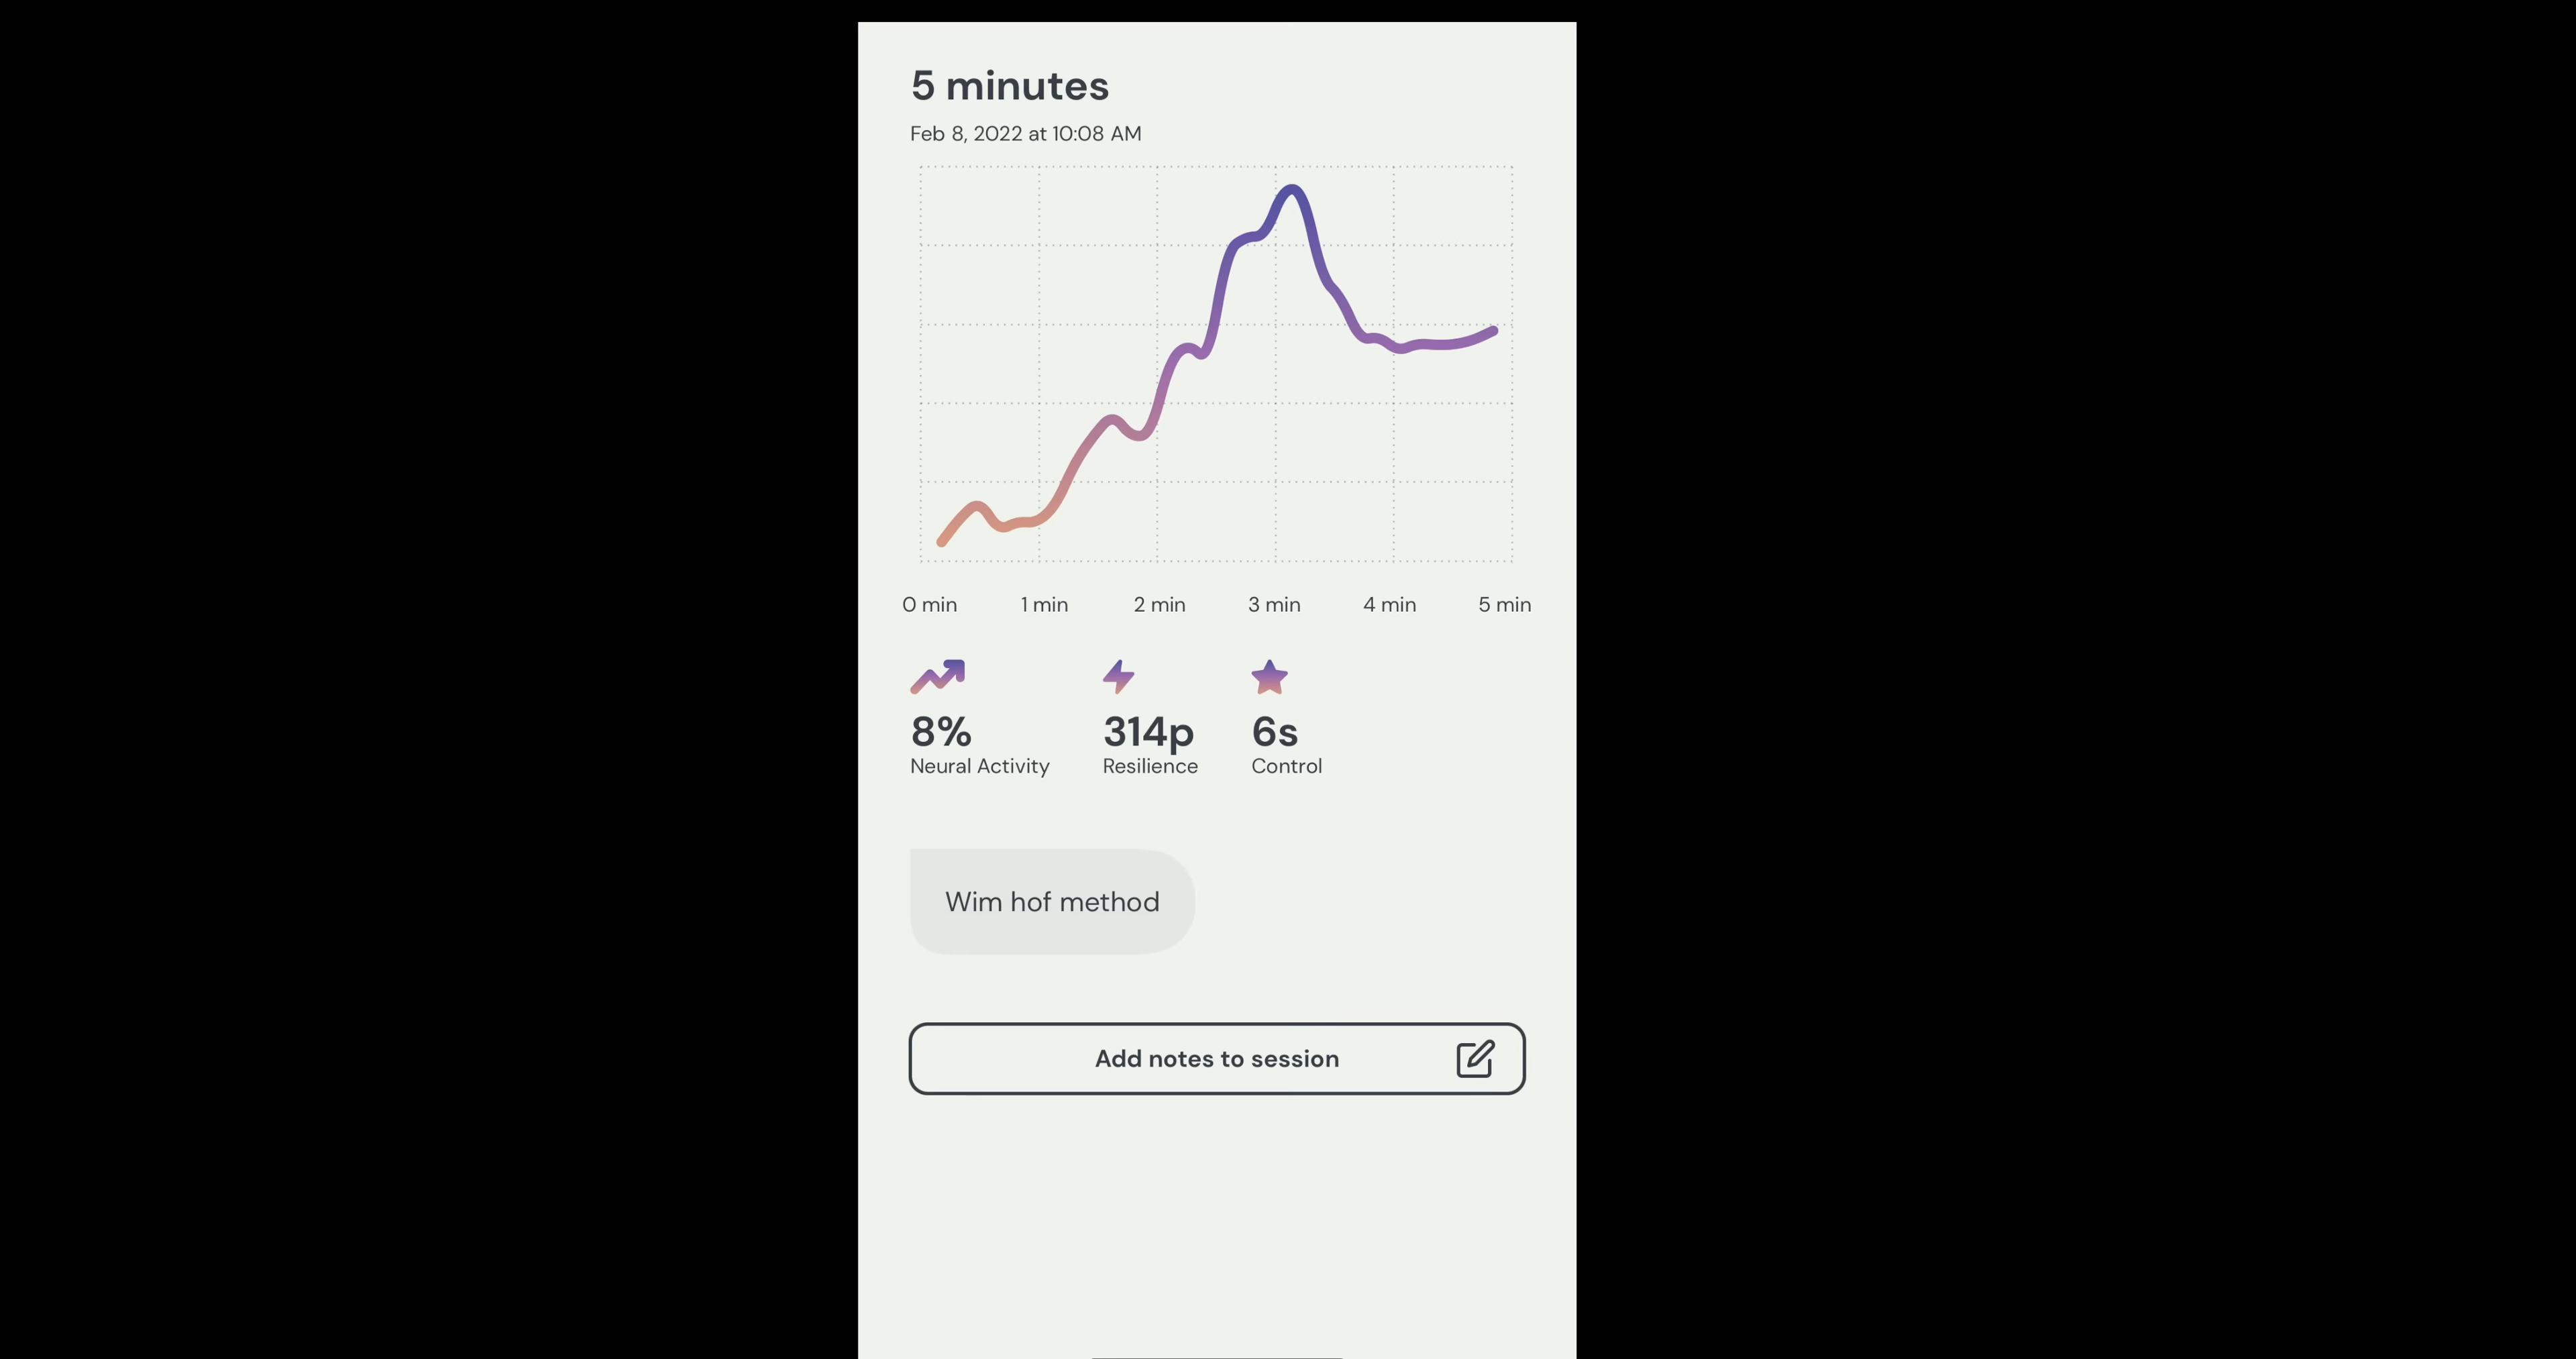 5 minutes
Feb 8, 2022 at 10:08 AM
0 min 1 min 2 min 3 min 4 min 5 min
8% 314p 6s
Neural Activity Resilience Control
Wim hof method
Add notes to session